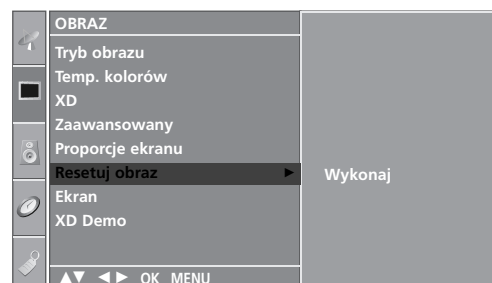 OBRAZ
Tryb obrazu
Temp. kolorów
XD
Zaawansowany
Proporcje ekranu
Resetuj obraz ► Wykonaj
Ekran
XD Demo
▲▼ ◄ ► OK MENU